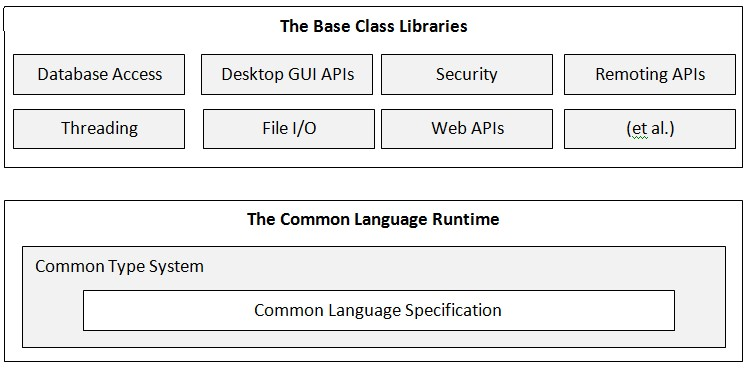 The Base Class Libraries
Database Access
Desktop GUI APIs
Security
Remoting APIs
Threading
File I/O
Web APIs
(et al.)
The Common Language Runtime
Common Type System
Common Language Specification